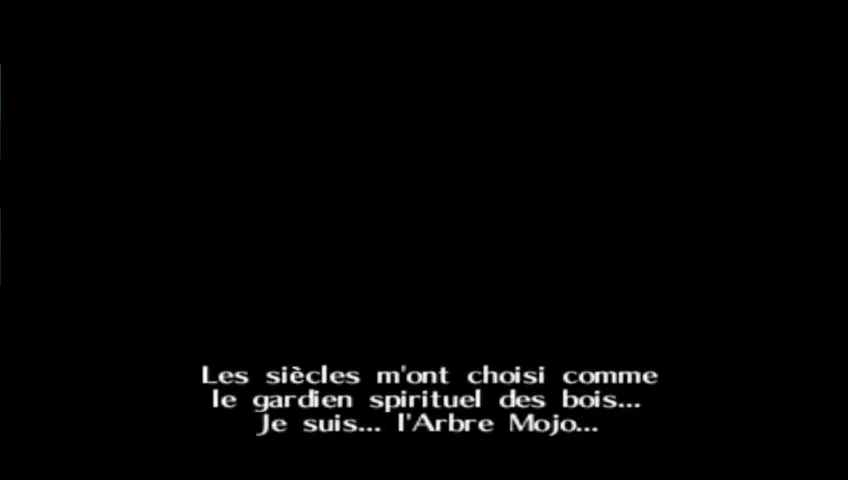 Les siècles m'ont choisi comme
le gardien spirituel des bois...
Je suis... l'Arbre Mojo...